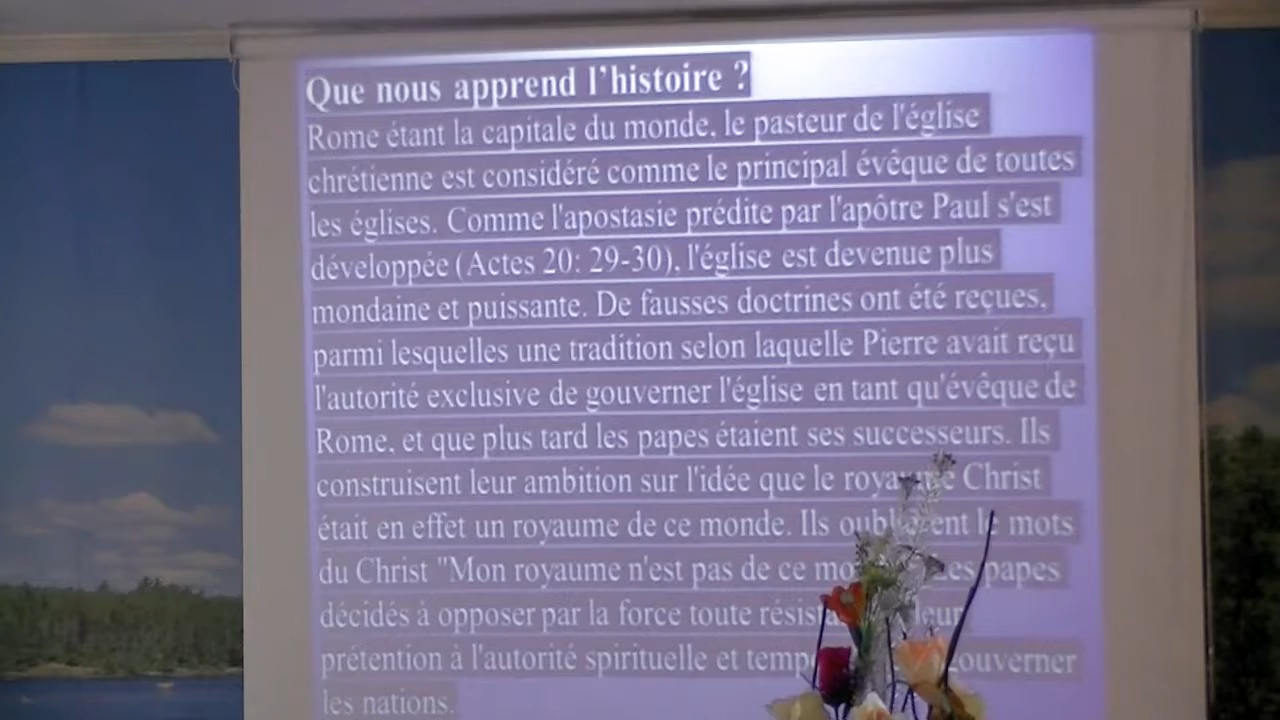 Que nous apprend l'histoire ?
Rome étant la capitale du monde, le pasteur de l'église
chrétienne est considéré comme le principal évêque de toutes
les églises. Comme l'apostasie prédite par l'apôtre Paul s'est
développée (Actes 20: 29-30), l'église est devenue plus
mondaine et puissante. De fausses doctrines ont été reçues,
parmi lesquelles une tradition selon laquelle Pierre avait reçu
l'autorité exclusive de gouverner l'église en tant qu'évêque de
Rome, et que plus tard les papes étaient ses successeurs. Ils
construisent leur ambition sur l'idée que le Christ
était en effet un royaume de ce monde. Ils mots
du Christ "Mon royaume n'est pas de ce papes
décidés à opposer par la force toute leur
prétention à l'autorité spirituelle et gouverner
les nations.